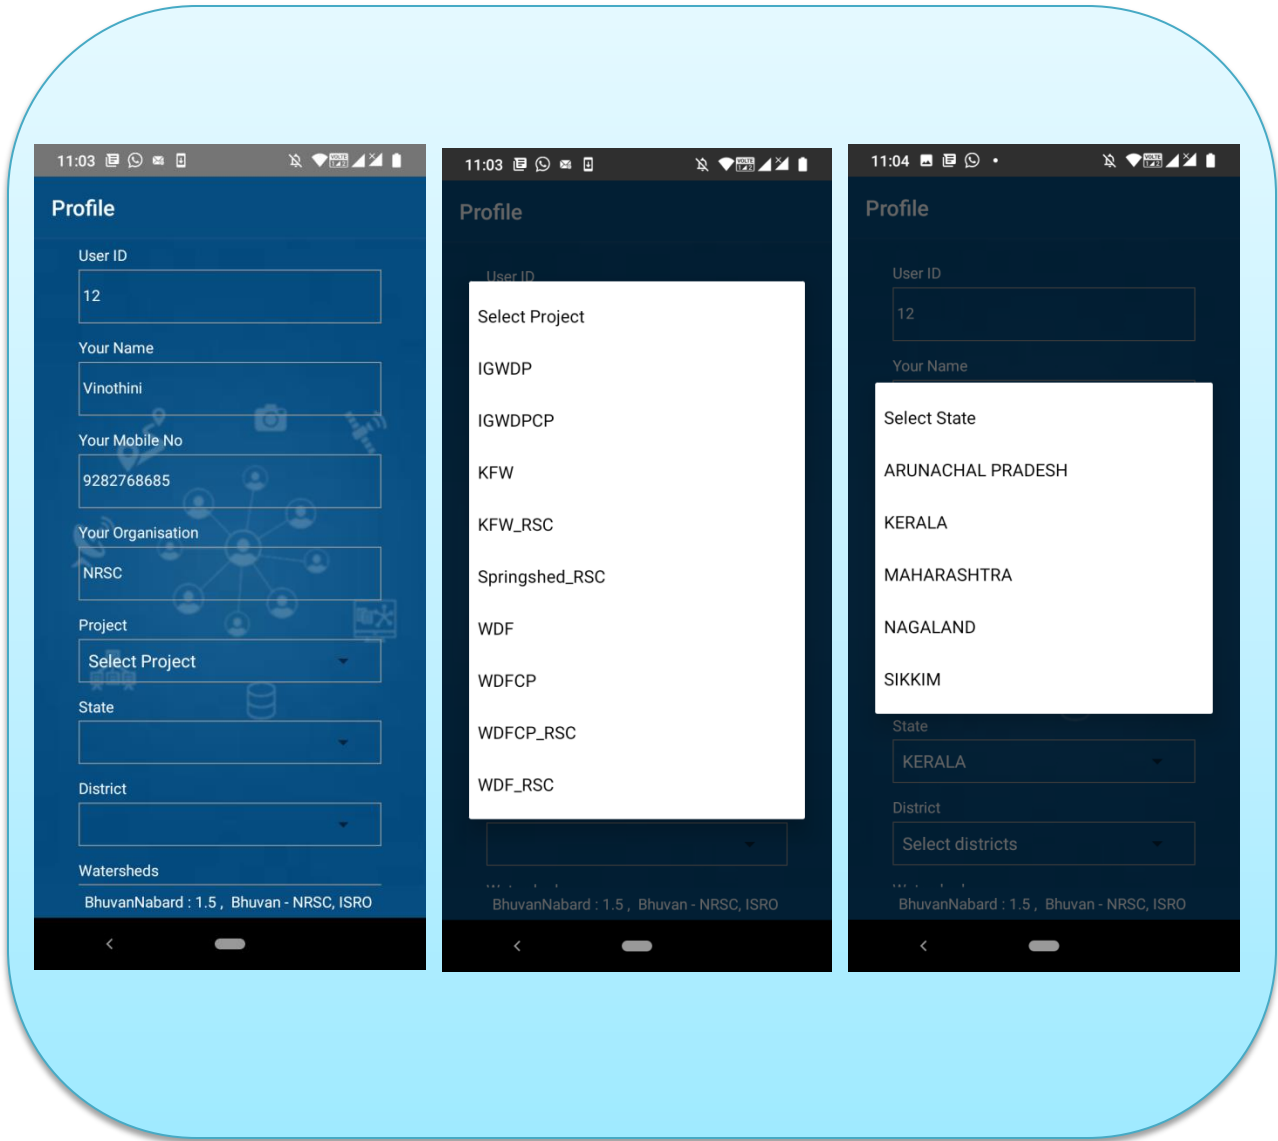 11:03
Profile
User ID
12
Your Name
Vinothini
Your Mobile No
9282768685
Your Organisation
NRSC
Project
Select Project
State
District
Watersheds
BhuvanNabard : 1.5 , Bhuvan - NRSC, ISRO
11:03
Profile
User ID
Select Project
IGWDP
IGWDPCP
KFW
KFW_RSC
Springshed_RSC
WDF
WDFCP
WDFCP_RSC
WDF_RSC
BhuvanNabard : 1.5 , Bhuvan - NRSC, ISRO
11:04
Profile
User ID
12
Your Name
Select State
ARUNACHAL PRADESH
KERALA
MAHARASHTRA
NAGALAND
SIKKIM
State
KERALA
District
Select districts
BhuvanNabard : 1.5 , Bhuvan - NRSC, ISRO